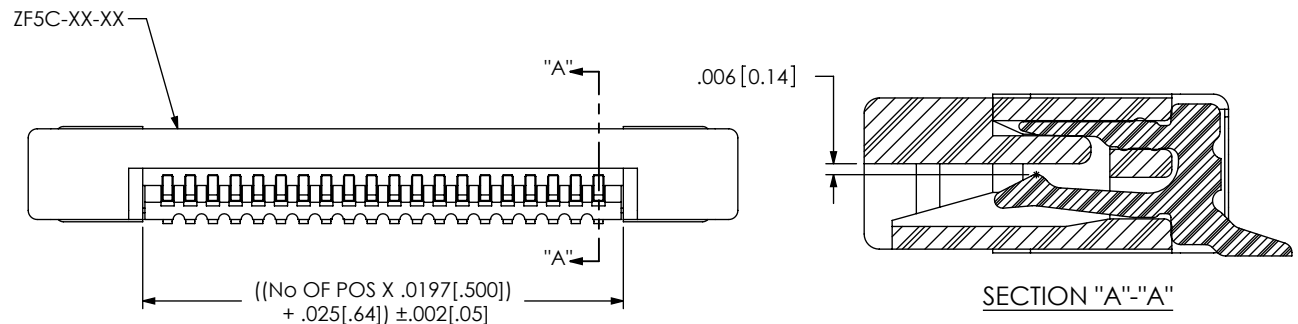 ZF5C-XX-XX
"A"
.006[0.14]
"A"
((No OF POS X .0197[.500])
+ .025[.64]) ±.002[.05]
SECTION "A"-"A"